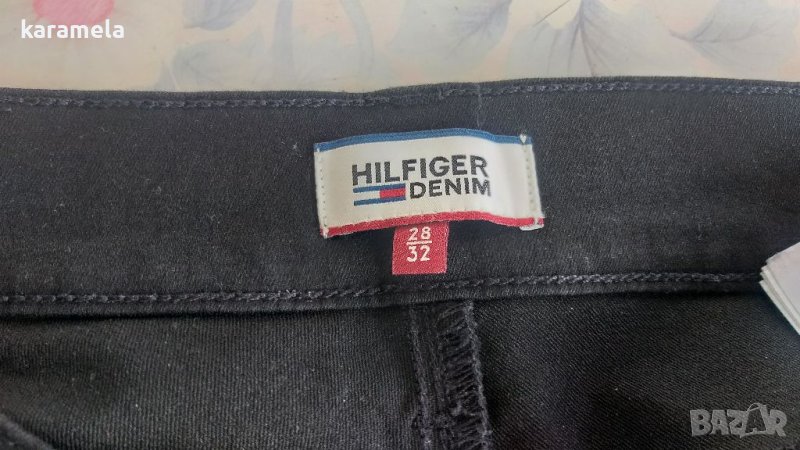 karamela
HILFIGER
DENIM
28
32
BAZAR